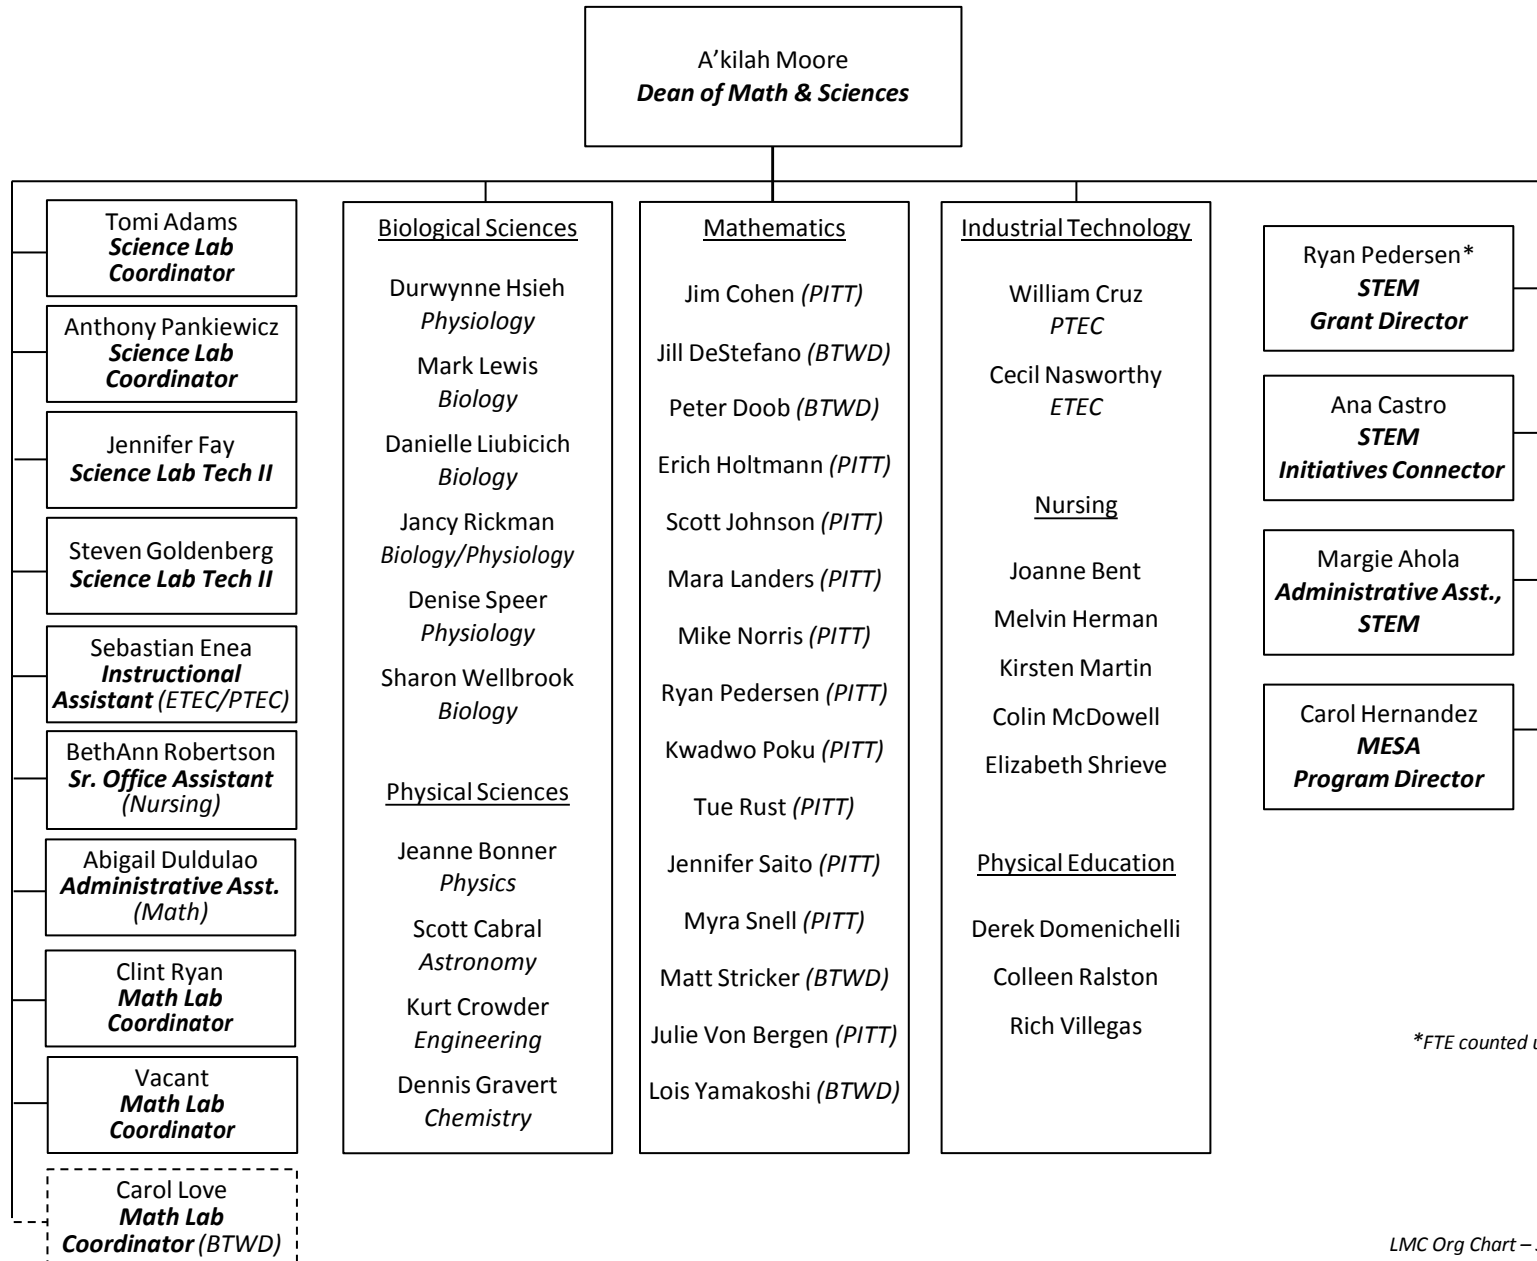 A’kilah Moore
Dean of Math & Sciences
Tomi Adams
Science Lab
Coordinator
Anthony Pankiewicz
Science Lab
Coordinator
Jennifer Fay
Science Lab Tech II
Steven Goldenberg
Science Lab Tech II
Sebastian Enea
Instructional
Assistant (ETEC/PTEC)
BethAnn Robertson
Sr. Office Assistant
(Nursing)
Abigail Duldulao
Administrative Asst.
(Math)
Clint Ryan
Math Lab
Coordinator
Vacant
Math Lab
Coordinator
Carol Love
Math Lab
Coordinator (BTWD)
Biological Sciences
Durwynne Hsieh
Physiology
Mark Lewis
Biology
Danielle Liubicich
Biology
Jancy Rickman
Biology/Physiology
Denise Speer
Physiology
Sharon Wellbrook
Biology
Physical Sciences
Jeanne Bonner
Physics
Scott Cabral
Astronomy
Kurt Crowder
Engineering
Dennis Gravert
Chemistry
Mathematics
Jim Cohen (PITT)
Jill DeStefano (BTWD)
Peter Doob (BTWD)
Erich Holtmann (PITT)
Scott Johnson (PITT)
Mara Landers (PITT)
Mike Norris (PITT)
Ryan Pedersen (PITT)
Kwadwo Poku (PITT)
Tue Rust (PITT)
Jennifer Saito (PITT)
Myra Snell (PITT)
Matt Stricker (BTWD)
Julie Von Bergen (PITT)
Lois Yamakoshi (BTWD)
Industrial Technology
William Cruz
PTEC
Cecil Nasworthy
ETEC
Nursing
Joanne Bent
Melvin Herman
Kirsten Martin
Colin McDowell
Elizabeth Shrieve
Physical Education
Derek Domenichelli
Colleen Ralston
Rich Villegas
Ryan Pedersen*
STEM
Grant Director
Ana Castro
STEM
Initiatives Connector
Margie Ahola
Administrative Asst.,
STEM
Carol Hernandez
MESA
Program Director
*FTE counted
LMC Org Chart –